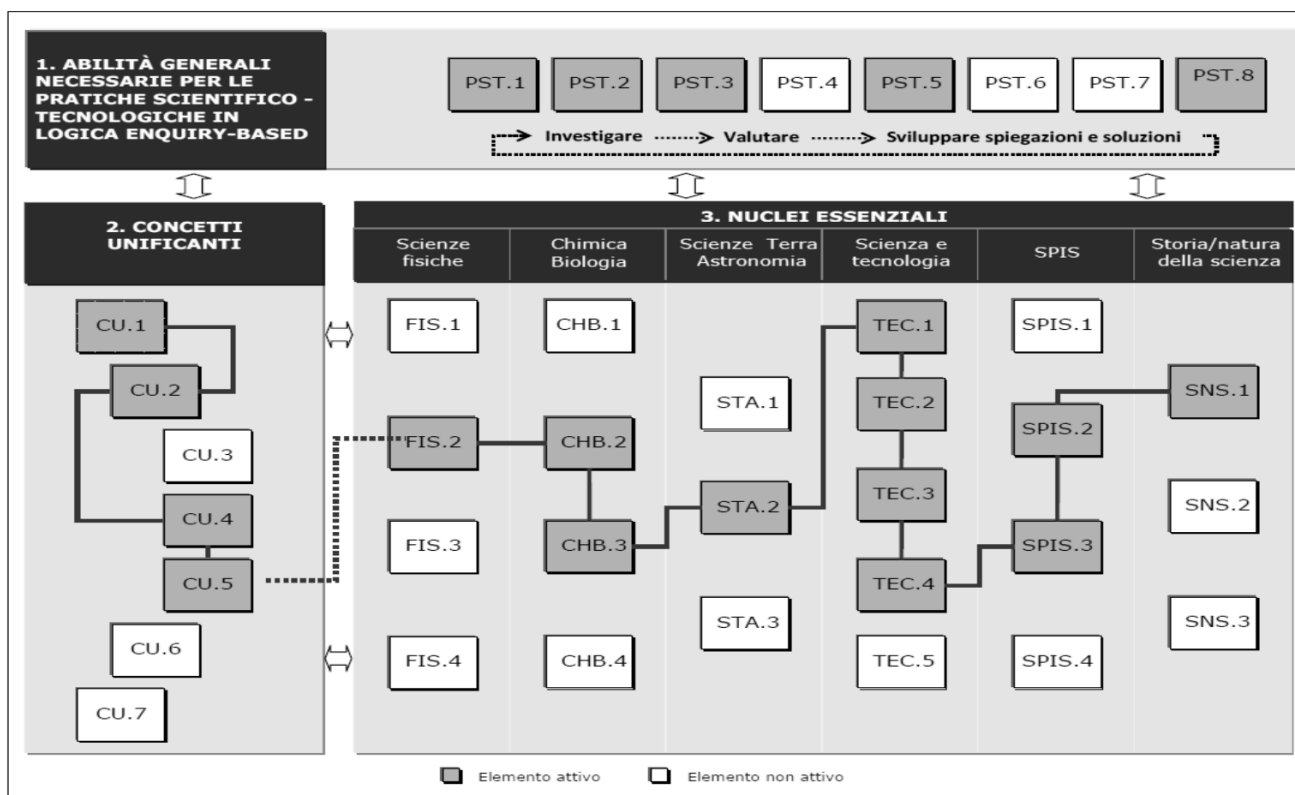 1. ABILITÀ GENERALI
NECESSARIE PER LE
PRATICHE SCIENTIFICO -
TECNOLOGICHE IN
LOGICA ENQUIRY-BASED
PST.1 PST.2 PST.3 PST.4 PST.5 PST.6 PST.7 PST.8
Investigare Valutare Sviluppare spiegazioni e soluzioni
2. CONCETTI
UNIFICANTI
CU.1
CU.2
CU.3
CU.4
CU.5
CU.6
CU.7
3. NUCLEI ESSENZIALI
Scienze
fisiche
Chimica
Biologia
Scienze Terra
Astronomia
Scienza e
tecnologia
SPIS
Storia/natura
della scienza
FIS.1
FIS.2
FIS.3
FIS.4
CHB.1
CHB.2
CHB.3
CHB.4
STA.1
STA.2
STA.3
TEC.1
TEC.2
TEC.3
TEC.4
TEC.5
SPIS.1
SPIS.2
SPIS.3
SPIS.4
SNS.1
SNS.2
SNS.3
Elemento attivo Elemento non attivo